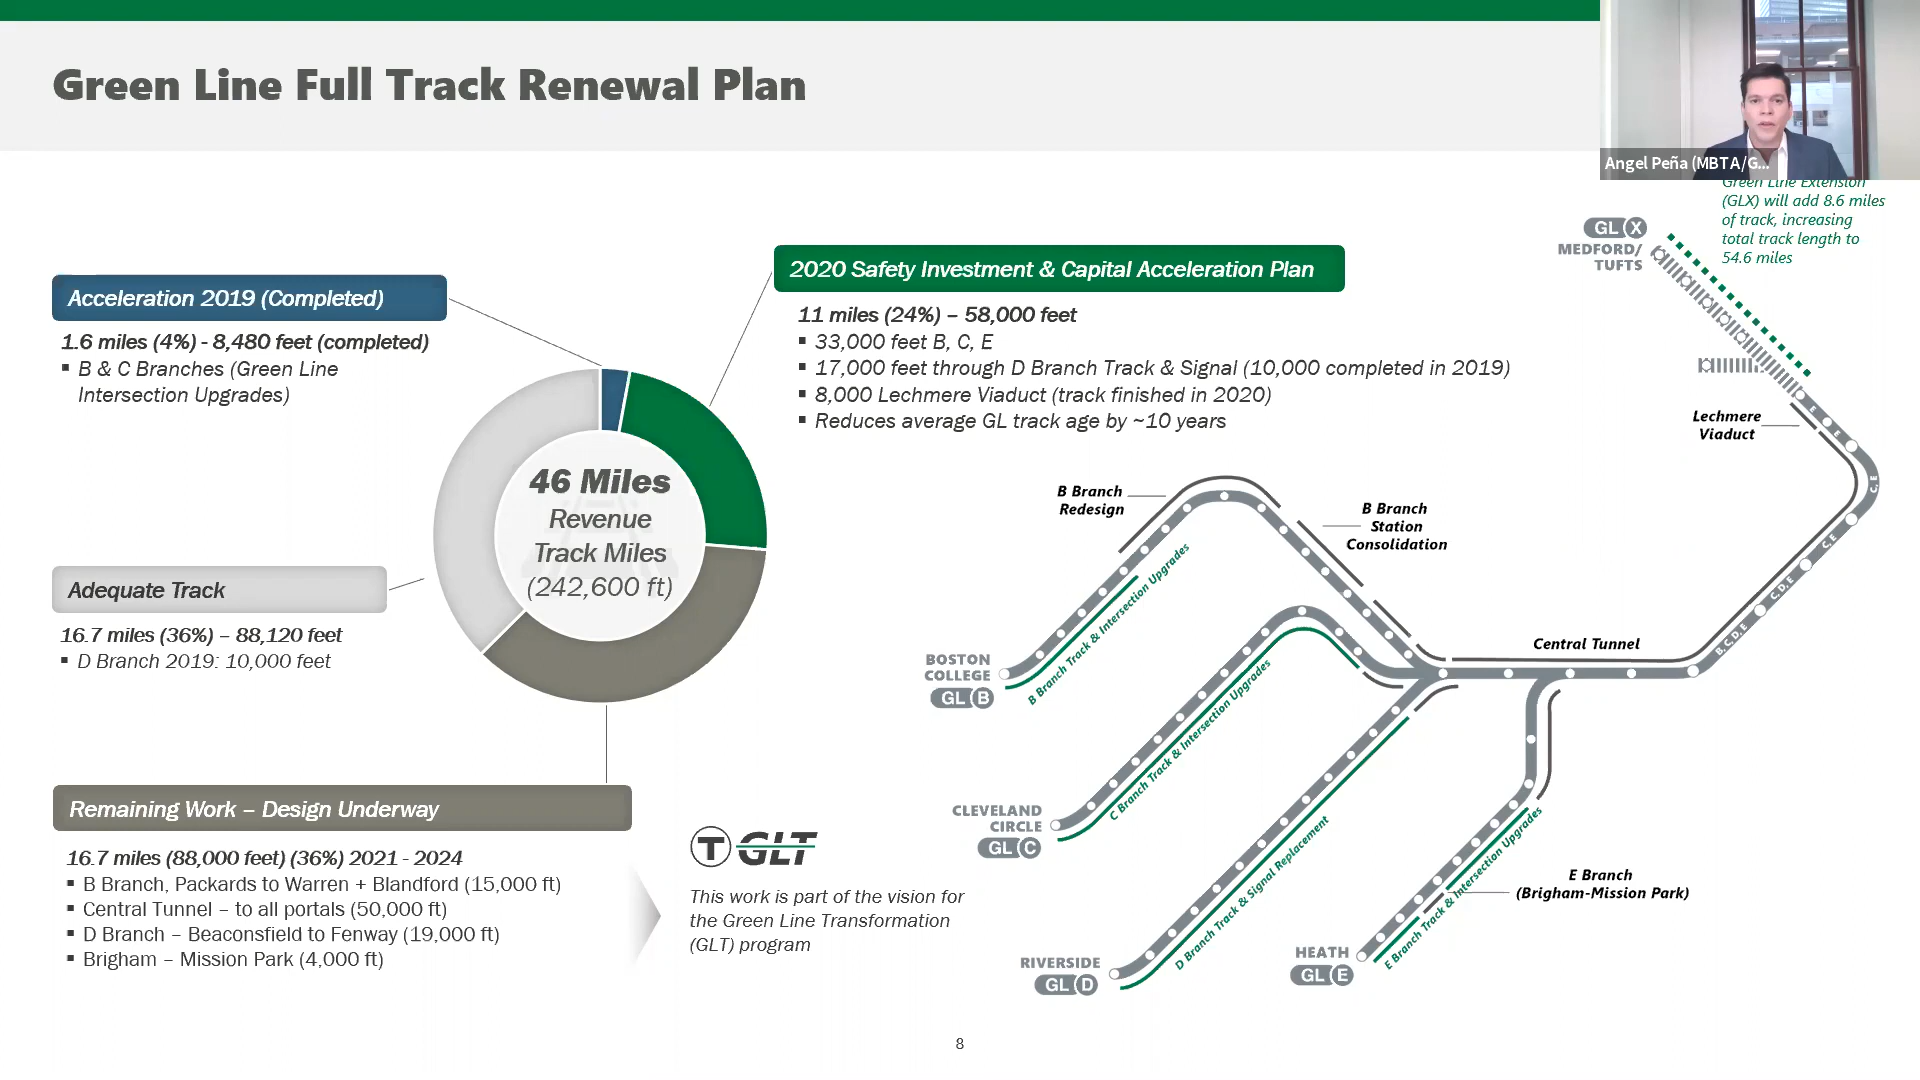 Green Line Full Track Renewal Plan
Angel Peña (MBTA/G...
Green Line Extension
(GLX) will add 8.6 miles
of track, increasing
total track length to
54.6 miles
GL X
MEDFORD/
TUFTS
Acceleration 2019 (Completed)
1.6 miles (4%) - 8,480 feet (completed)
▪ B & C Branches (Green Line
Intersection Upgrades)
2020 Safety Investment & Capital Acceleration Plan
11 miles (24%) – 58,000 feet
▪ 33,000 feet B, C, E
▪ 17,000 feet through D Branch Track & Signal (10,000 completed in 2019)
▪ 8,000 Lechmere Viaduct (track finished in 2020)
▪ Reduces average GL track age by ~10 years
46 Miles
Revenue
Track Miles
(242,600 ft)
Adequate Track
16.7 miles (36%) – 88,120 feet
▪ D Branch 2019: 10,000 feet
Remaining Work – Design Underway
16.7 miles (88,000 feet) (36%) 2021 - 2024
▪ B Branch, Packards to Warren + Blandford (15,000 ft)
▪ Central Tunnel – to all portals (50,000 ft)
▪ D Branch – Beaconsfield to Fenway (19,000 ft)
▪ Brigham – Mission Park (4,000 ft)
T GLT
This work is part of the vision for
the Green Line Transformation
(GLT) program
Lechmere
Viaduct
E
E
C, E
C, E
C, D, E
B, C, D, E
B Branch
Redesign
B Branch
Station
Consolidation
Central Tunnel
BOSTON
COLLEGE
GL B
B Branch Track & Intersection Upgrades
CLEVELAND
CIRCLE
GL C
C Branch Track & Intersection Upgrades
RIVERSIDE
GL D
D Branch Track & Signal Replacement
HEATH
GL E
E Branch Track & Intersection Upgrades
E Branch
(Brigham-Mission Park)
8